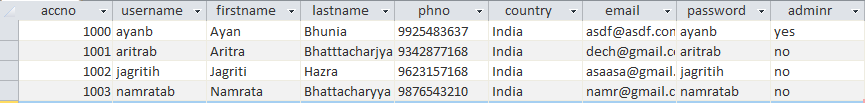 accno username firstname lastname phno country email password adminr
1000 ayanb Ayan Bhunia 9925483637 India asdf@asdf.con ayanb yes
1001 aritrab Aritra Bhatttacharjya 9342877168 India dech@gmail.c aritrab no
1002 jagritih Jagriti Hazra 9623157168 India asaasa@gmail. jagritih no
1003 namratab Namrata Bhattacharyya 9876543210 India namr@gmail.c namratab no